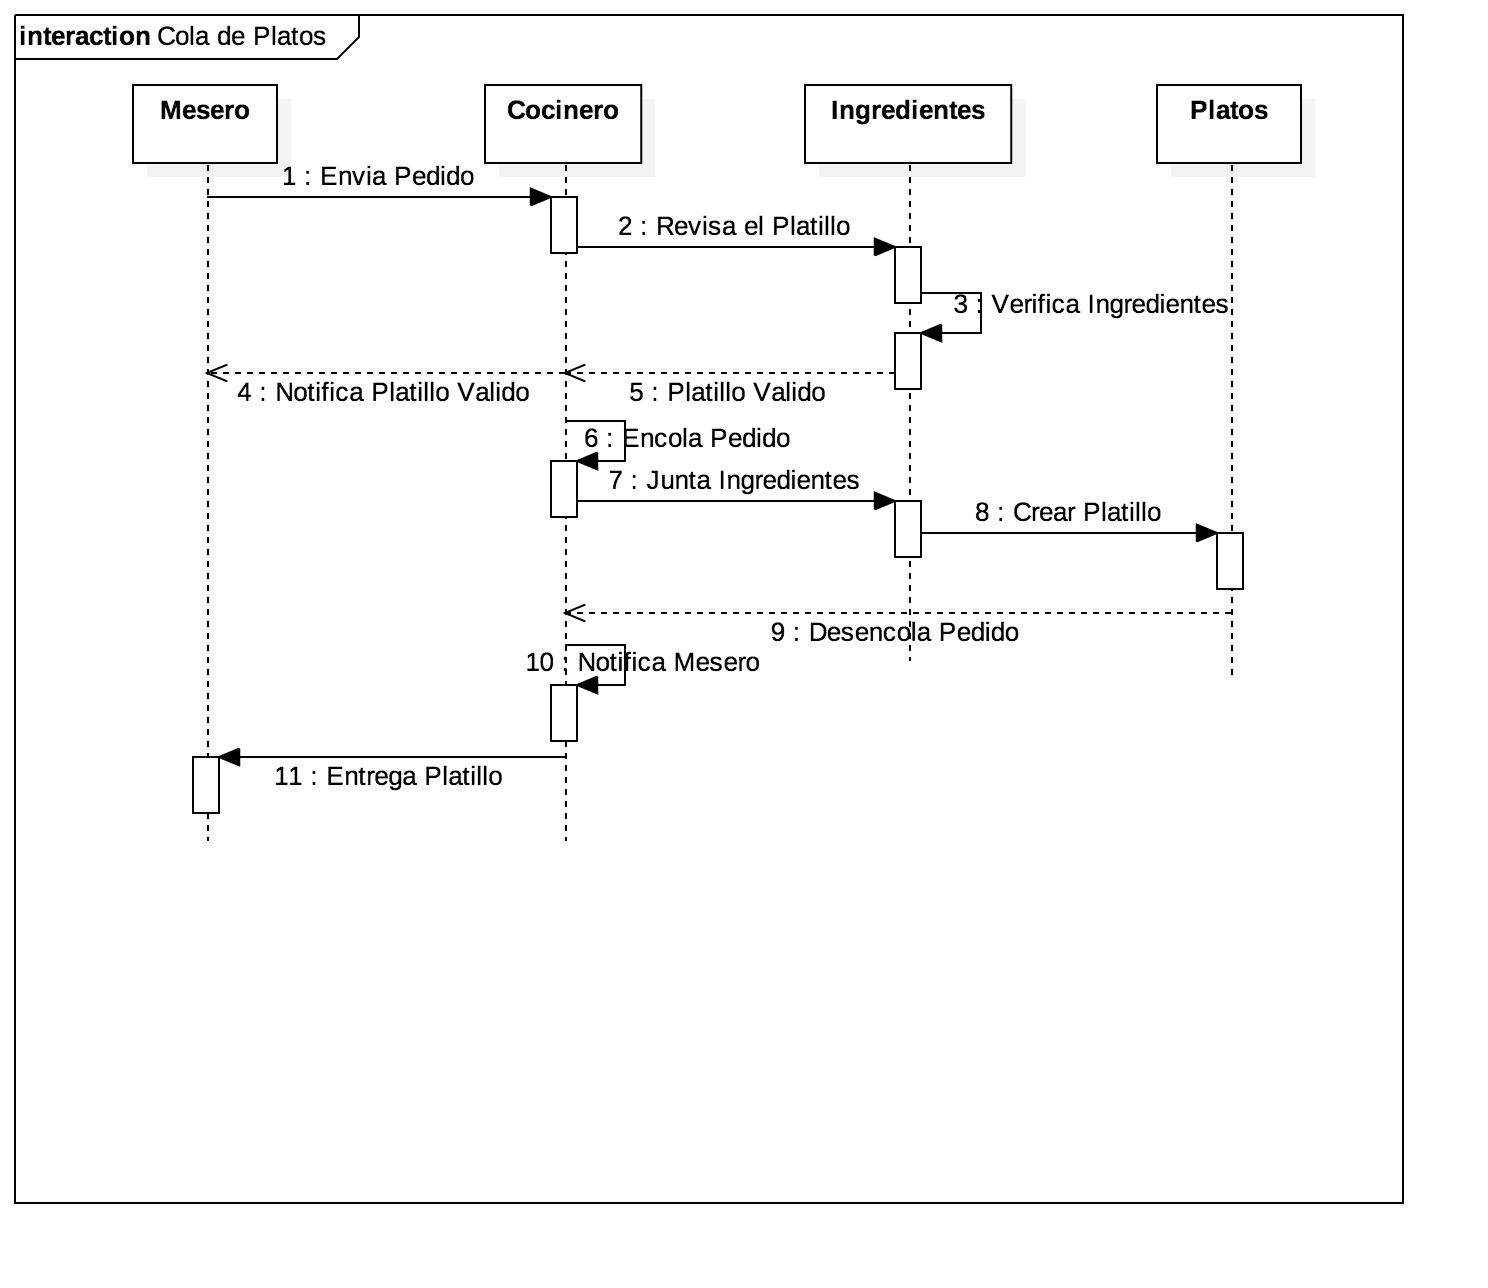 interaction Cola de Platos
Mesero
Cocinero
Ingredientes
Platos
1 : Envia Pedido
2 : Revisa el Platillo
3 : Verifica Ingredientes
4 : Notifica Platillo Valido
5 : Platillo Valido
6 : Encola Pedido
7 : Junta Ingredientes
8 : Crear Platillo
9 : Desencola Pedido
10 : Notifica Mesero
11 : Entrega Platillo